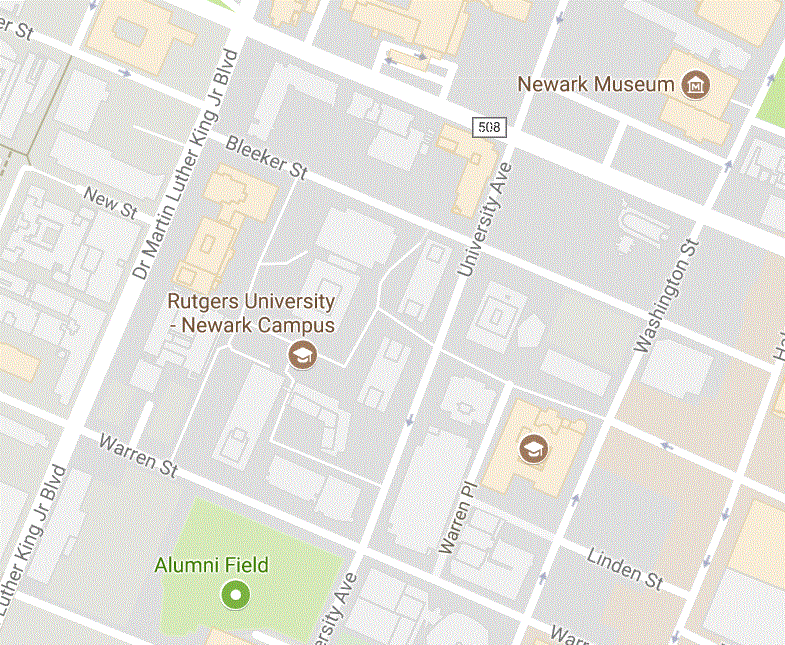 er St
Newark Museum
508
Bleeker St
Dr Martin Luther King Jr Blvd
New St
University Ave
Washington St
Rutgers University
- Newark Campus
Hal
Warren St
Warren Pl
Luther King Jr Blvd
Linden St
Alumni Field
ersity Ave
Warr